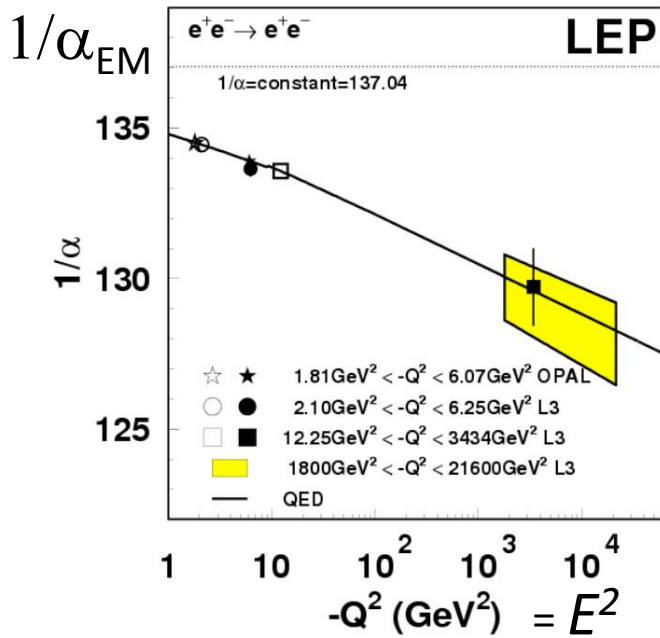 1/α_EM
e⁺e⁻→ e⁺e⁻
LEP
1/α=constant=137.04
135
130
125
1/α
1.81GeV² < -Q² < 6.07GeV² OPAL
2.10GeV² < -Q² < 6.25GeV² L3
12.25GeV² < -Q² < 3434GeV² L3
1800GeV² < -Q² < 21600GeV² L3
QED
1 10 10² 10³ 10⁴
-Q² (GeV²) = E²